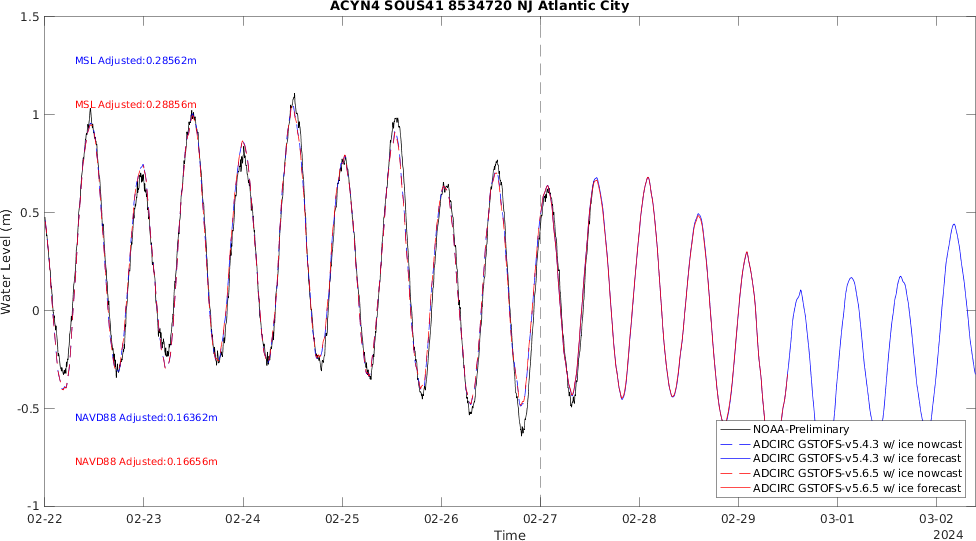 ACYN4 SOUS41 8534720 NJ Atlantic City
1.5
1
0.5
0
-0.5
-1
Water Level (m)
MSL Adjusted:0.28562m
MSL Adjusted:0.28856m
NAVD88 Adjusted:0.16362m
NAVD88 Adjusted:0.16656m
NOAA-Preliminary
ADCIRC GSTOFS-v5.4.3 w/ ice nowcast
ADCIRC GSTOFS-v5.4.3 w/ ice forecast
ADCIRC GSTOFS-v5.6.5 w/ ice nowcast
ADCIRC GSTOFS-v5.6.5 w/ ice forecast
02-22 02-23 02-24 02-25 02-26 02-27 02-28 02-29 03-01 03-02
Time
2024